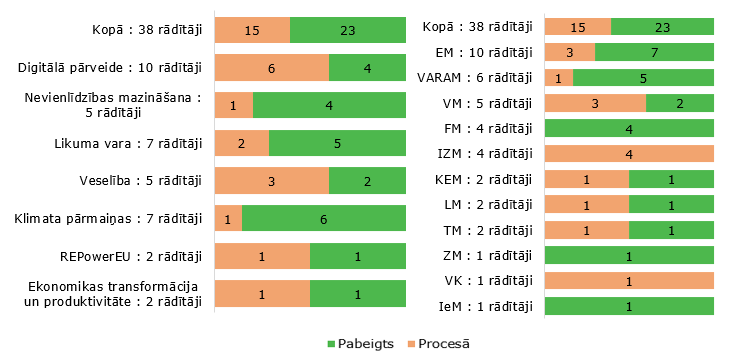 Kopā : 38 rādītāji
15
23
Digitālā pārveide : 10 rādītāji
6
4
Nevienlīdzības mazināšana :
5 rādītāji
1
4
Likuma vara : 7 rādītāji
2
5
Veselība : 5 rādītāji
3
2
Klimata pārmaiņas : 7 rādītāji
1
6
REPowerEU : 2 rādītāji
1
1
Ekonomikas transformācija
un produktivitāte : 2 rādītāji
1
1
Kopā : 38 rādītāji
15
23
EM : 10 rādītāji
3
7
VARAM : 6 rādītāji
1
5
VM : 5 rādītāji
3
2
FM : 4 rādītāji
4
IZM : 4 rādītāji
4
KEM : 2 rādītāji
1
1
LM : 2 rādītāji
1
1
TM : 2 rādītāji
1
1
ZM : 1 rādītāji
1
VK : 1 rādītāji
1
IeM : 1 rādītāji
1
Pabeigts
Procesā